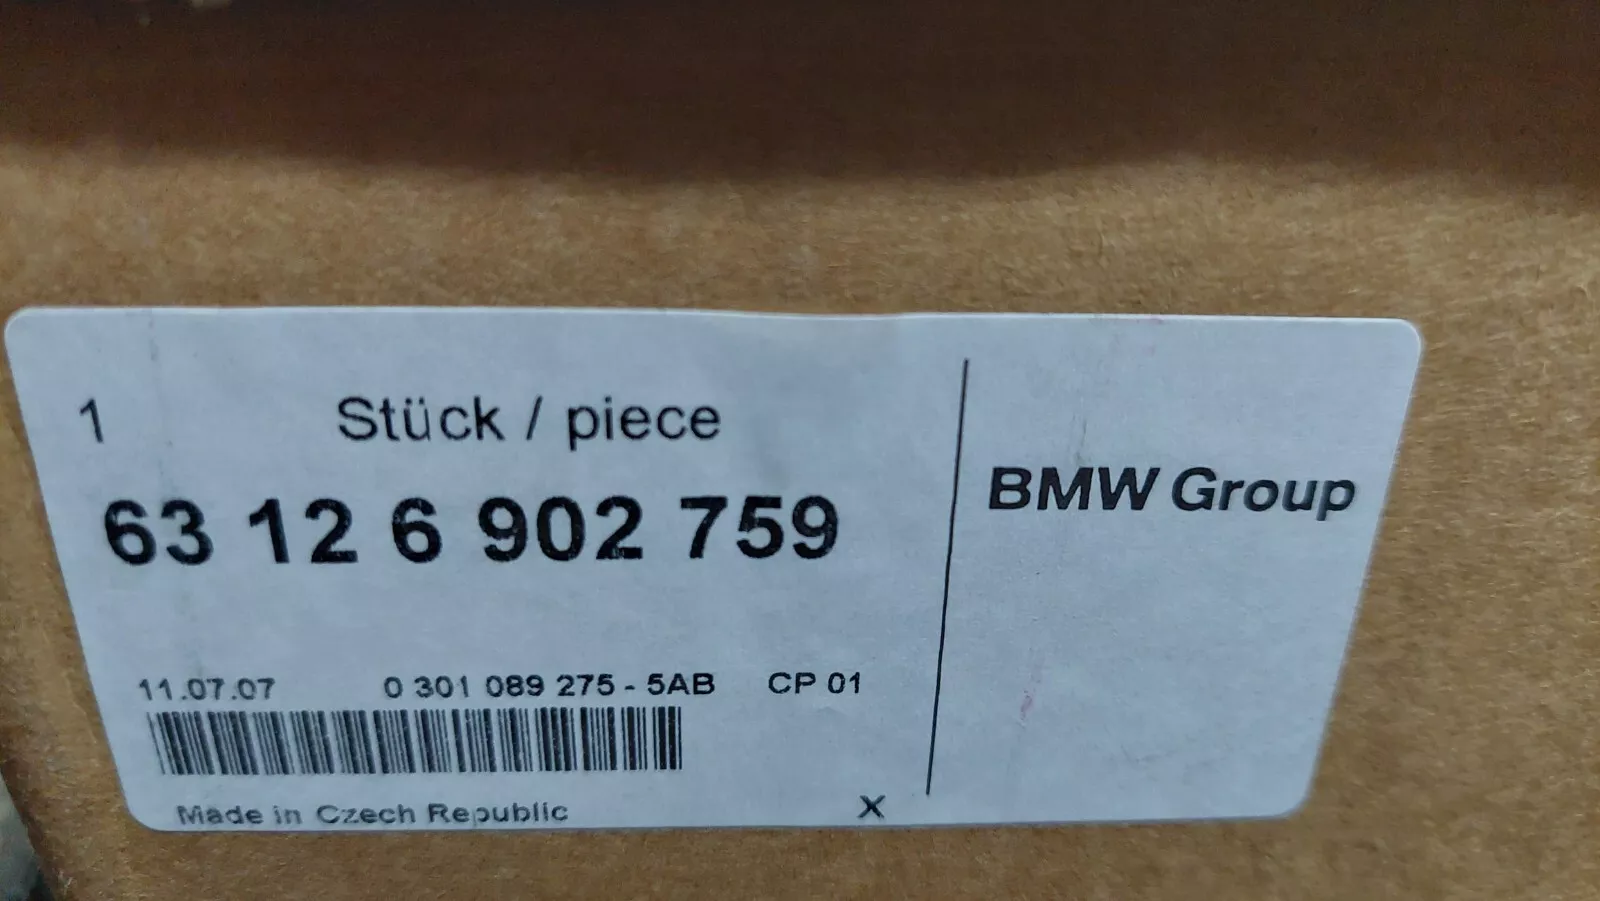 1 Stück / piece
63 12 6 902 759
BMW Group
11.07.07 0 301 089 275 - 5AB CP 01
Made in Czech Republic X